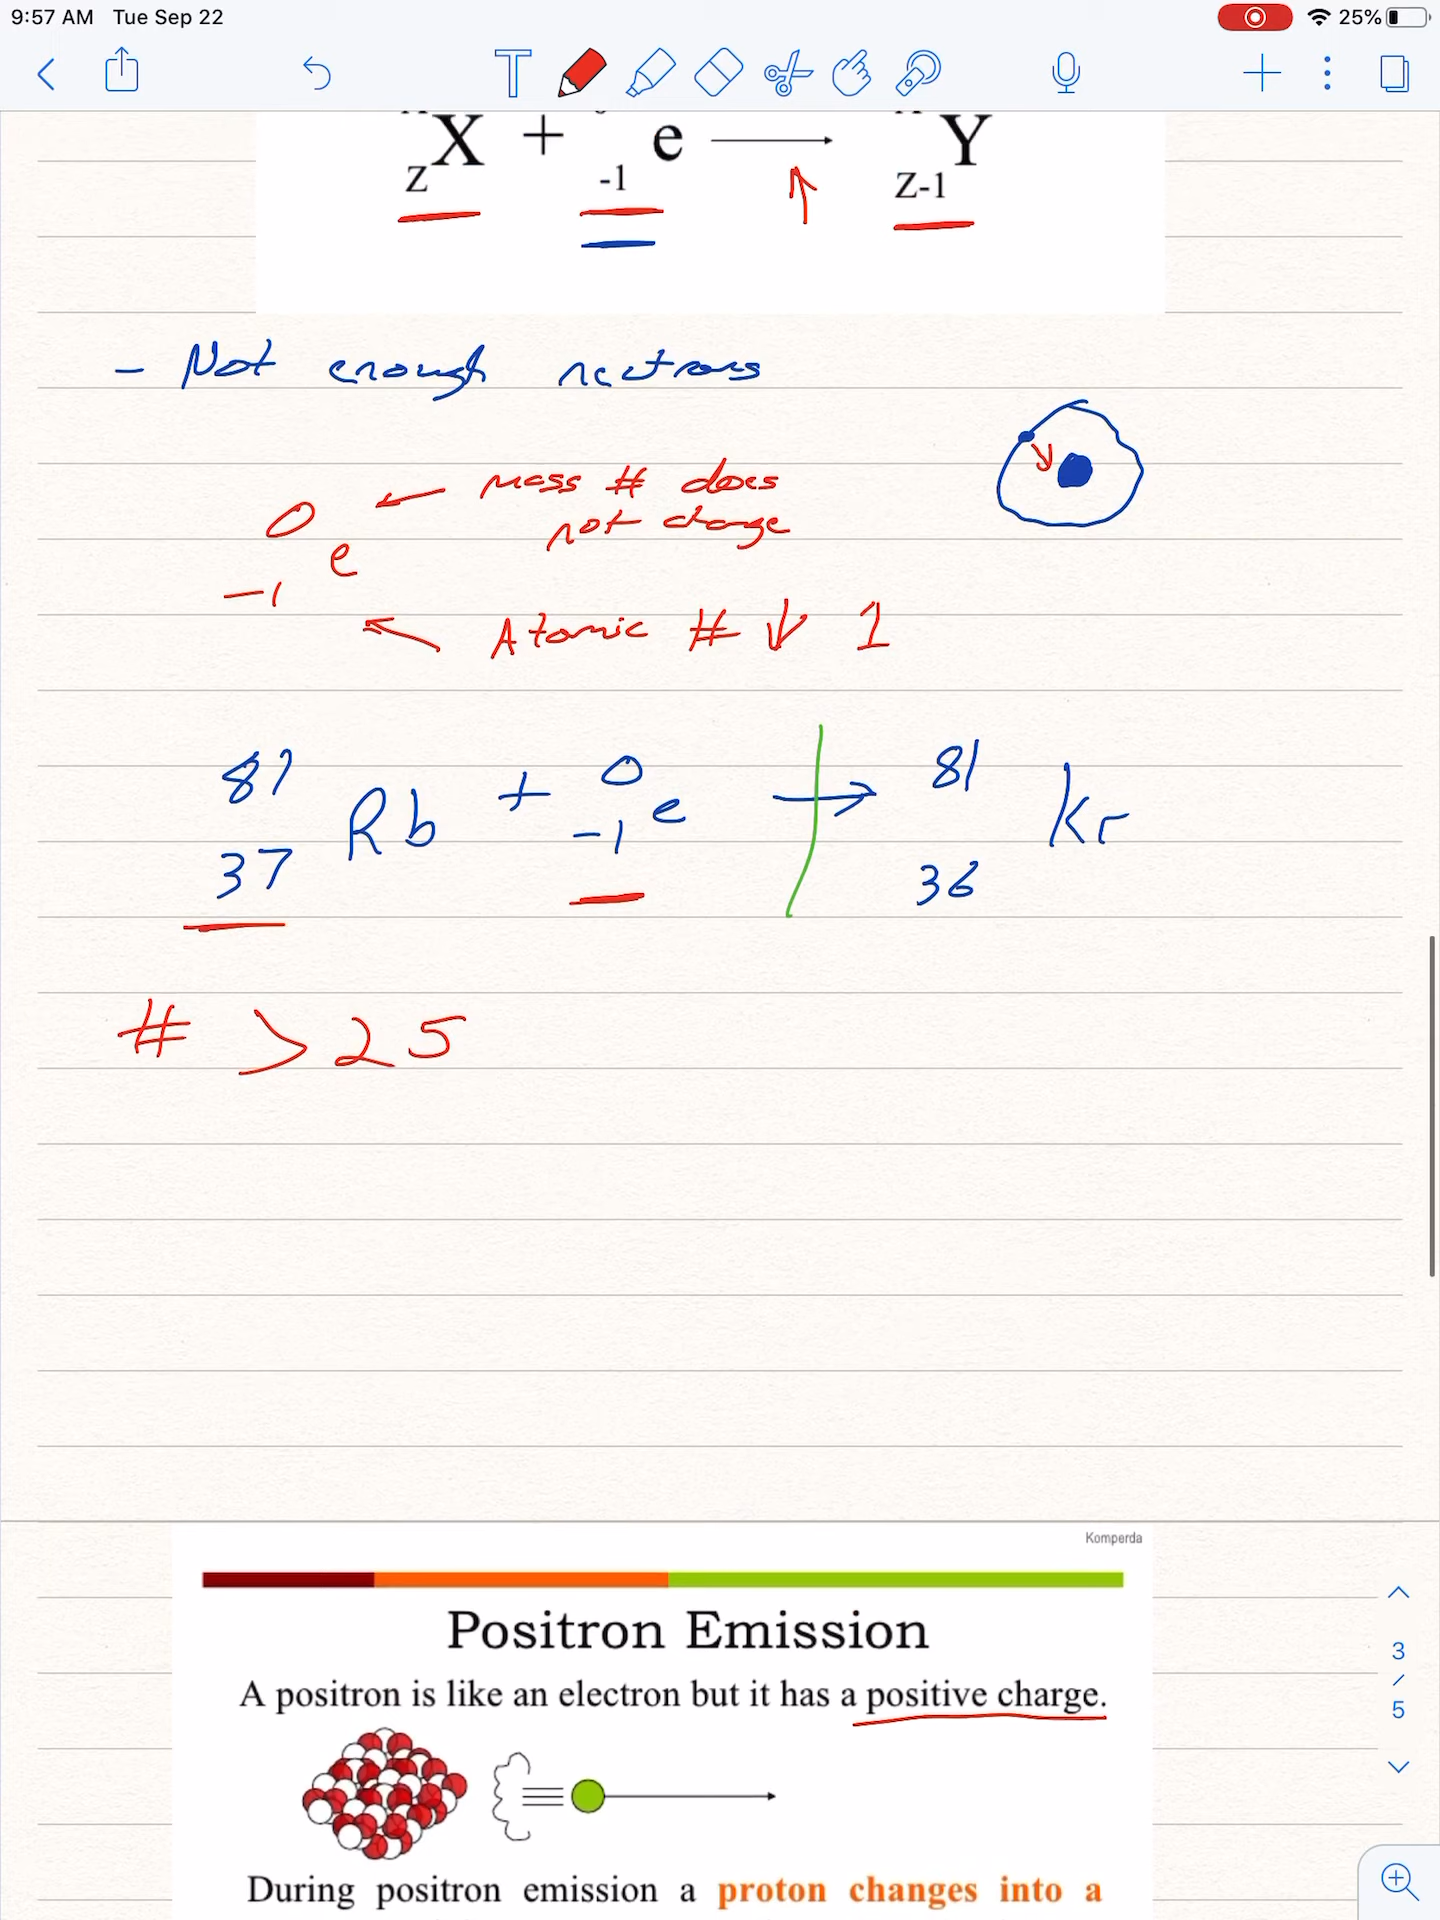 9:57 AM Tue Sep 22 25%
X + e → Y
Z -1 Z-1
- Not enough neutrons
0 ← Mass # does
not change
e
-1
← Atomic # ↓ 1
81 0 81
Rb + e → Kr
37 -1 36
# > 25
Komperda
Positron Emission
A positron is like an electron but it has a positive charge.
3
/
5
During positron emission a proton changes into a